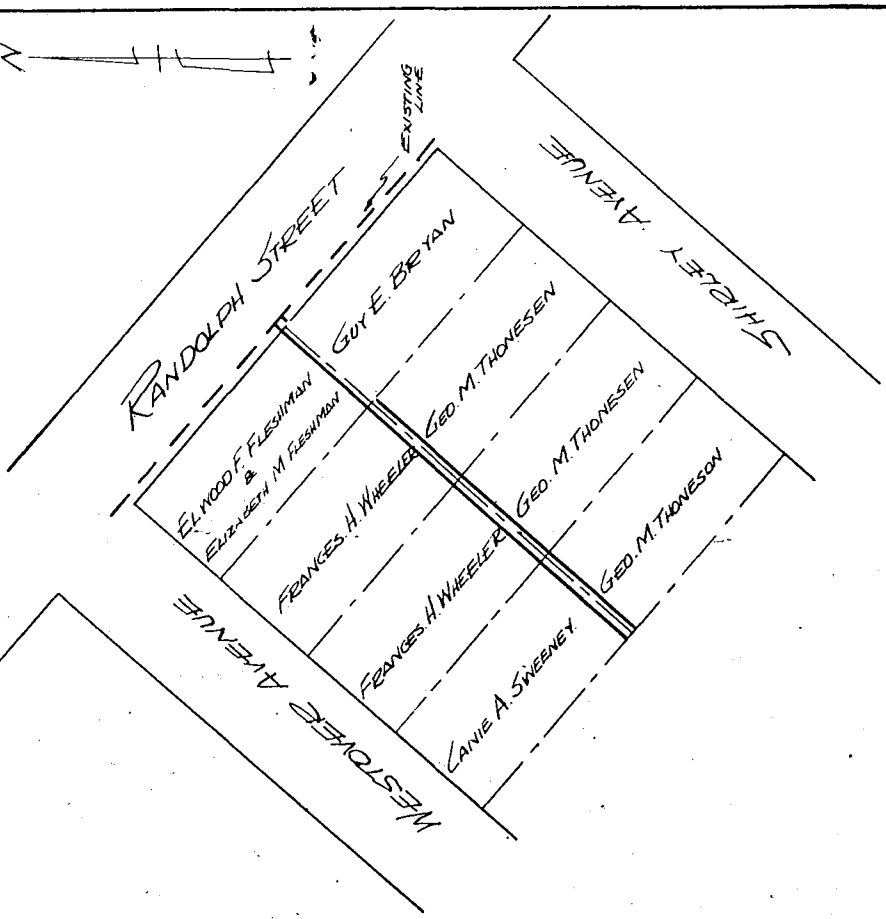 N
EXISTING
LINE
RANDOLPH STREET
SHIRLEY AVENUE
GUY E. BRYAN
ELWOOD F. FLESHMAN
&
ELIZABETH M FLESHMAN
GEO. M. THONESEN
FRANCES. H. WHEELER
GEO. M. THONESEN
FRANCES H. WHEELER
GEO. M. THONESON
LANIE A. SWEENEY.
WESTOVER AVENUE